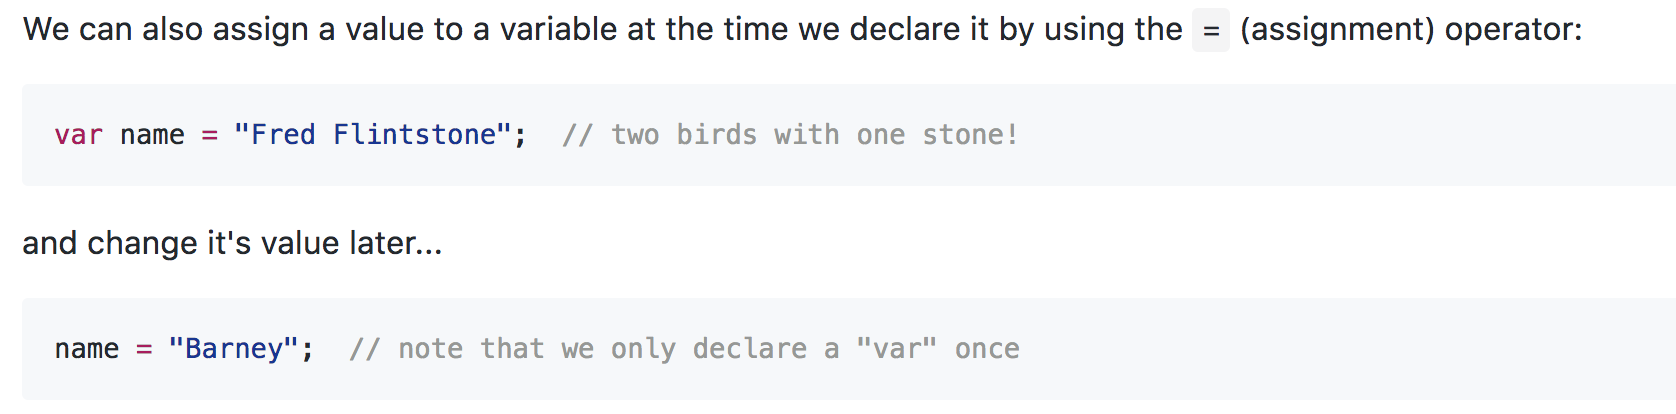 We can also assign a value to a variable at the time we declare it by using the = (assignment) operator:
var name = "Fred Flintstone";  // two birds with one stone!
and change it's value later...
name = "Barney";  // note that we only declare a "var" once